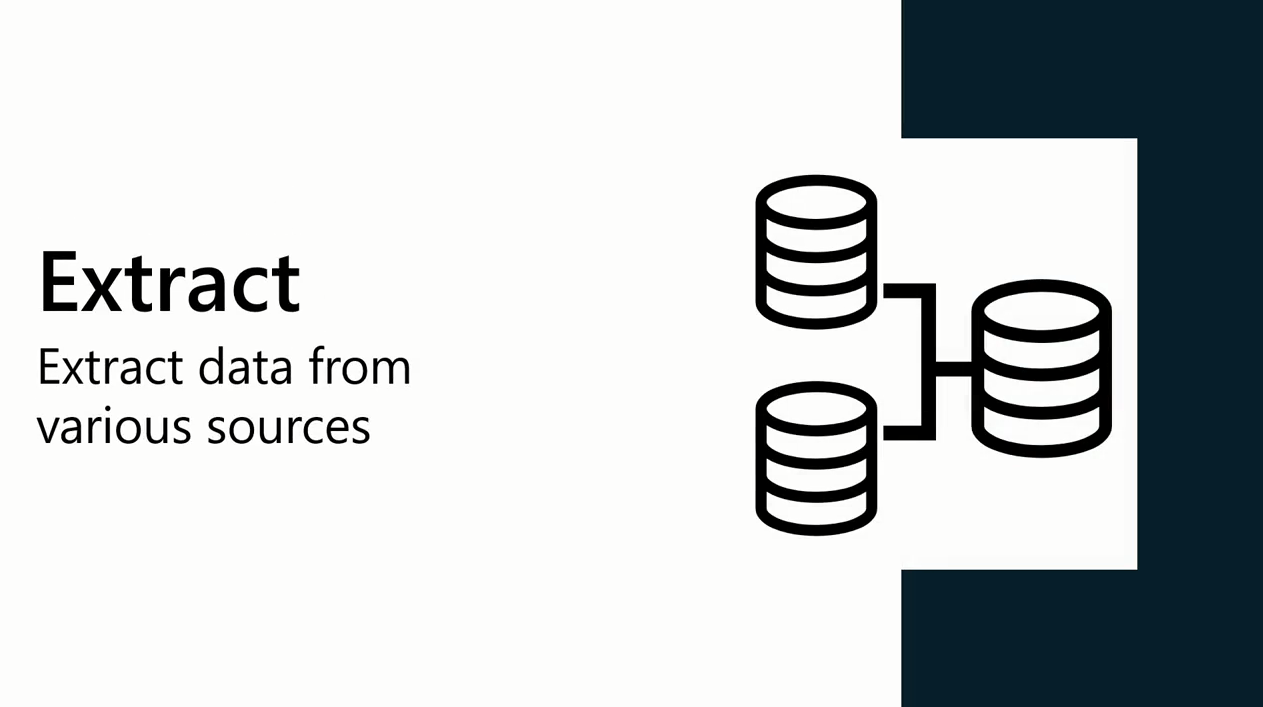 Extract
Extract data from
various sources